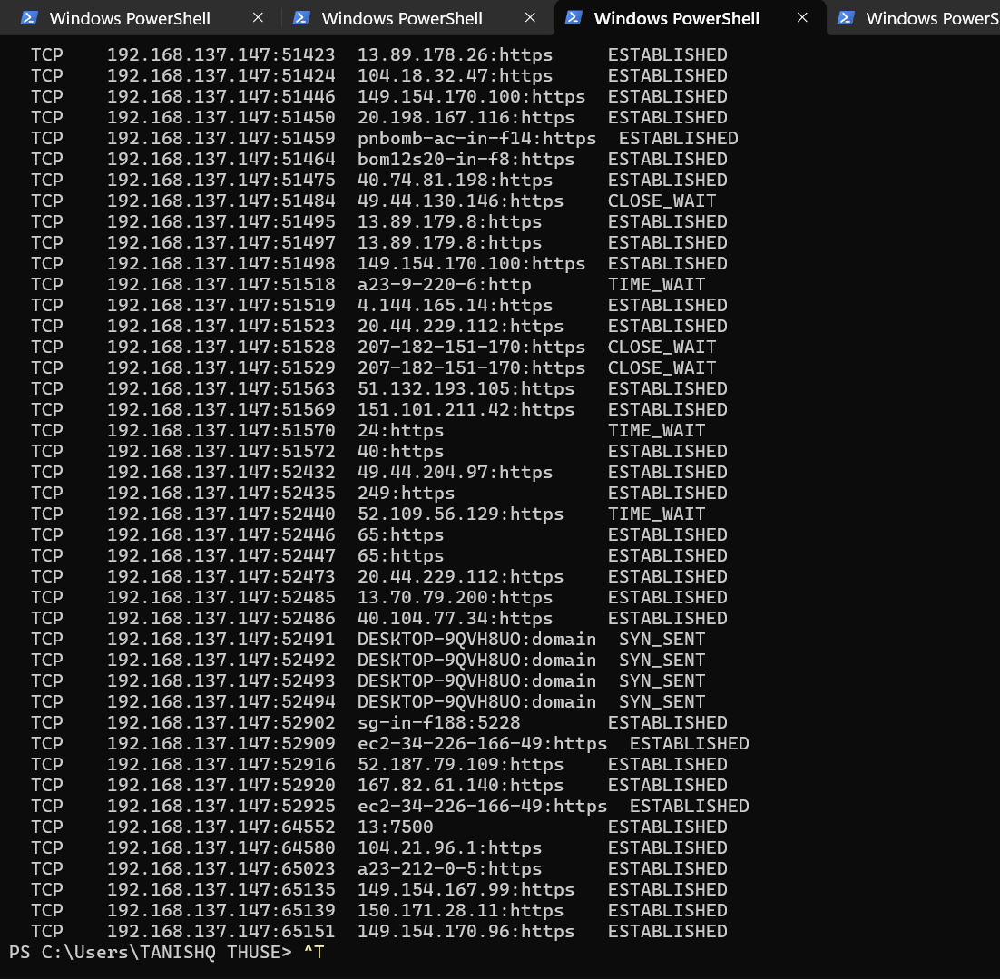 Windows PowerShell × Windows PowerShell × Windows PowerShell × Windows PowerS
TCP 192.168.137.147:51423 13.89.178.26:https ESTABLISHED
TCP 192.168.137.147:51424 104.18.32.47:https ESTABLISHED
TCP 192.168.137.147:51446 149.154.170.100:https ESTABLISHED
TCP 192.168.137.147:51450 20.198.167.116:https ESTABLISHED
TCP 192.168.137.147:51459 pnbomb-ac-in-f14:https ESTABLISHED
TCP 192.168.137.147:51464 bom12s20-in-f8:https ESTABLISHED
TCP 192.168.137.147:51475 40.74.81.198:https ESTABLISHED
TCP 192.168.137.147:51484 49.44.130.146:https CLOSE_WAIT
TCP 192.168.137.147:51495 13.89.179.8:https ESTABLISHED
TCP 192.168.137.147:51497 13.89.179.8:https ESTABLISHED
TCP 192.168.137.147:51498 149.154.170.100:https ESTABLISHED
TCP 192.168.137.147:51518 a23-9-220-6:http TIME_WAIT
TCP 192.168.137.147:51519 4.144.165.14:https ESTABLISHED
TCP 192.168.137.147:51523 20.44.229.112:https ESTABLISHED
TCP 192.168.137.147:51528 207-182-151-170:https CLOSE_WAIT
TCP 192.168.137.147:51529 207-182-151-170:https CLOSE_WAIT
TCP 192.168.137.147:51563 51.132.193.105:https ESTABLISHED
TCP 192.168.137.147:51569 151.101.211.42:https ESTABLISHED
TCP 192.168.137.147:51570 24:https TIME_WAIT
TCP 192.168.137.147:51572 40:https ESTABLISHED
TCP 192.168.137.147:52432 49.44.204.97:https ESTABLISHED
TCP 192.168.137.147:52435 249:https ESTABLISHED
TCP 192.168.137.147:52440 52.109.56.129:https TIME_WAIT
TCP 192.168.137.147:52446 65:https ESTABLISHED
TCP 192.168.137.147:52447 65:https ESTABLISHED
TCP 192.168.137.147:52473 20.44.229.112:https ESTABLISHED
TCP 192.168.137.147:52485 13.70.79.200:https ESTABLISHED
TCP 192.168.137.147:52486 40.104.77.34:https ESTABLISHED
TCP 192.168.137.147:52491 DESKTOP-9QVH8UO:domain SYN_SENT
TCP 192.168.137.147:52492 DESKTOP-9QVH8UO:domain SYN_SENT
TCP 192.168.137.147:52493 DESKTOP-9QVH8UO:domain SYN_SENT
TCP 192.168.137.147:52494 DESKTOP-9QVH8UO:domain SYN_SENT
TCP 192.168.137.147:52902 sg-in-f188:5228 ESTABLISHED
TCP 192.168.137.147:52909 ec2-34-226-166-49:https ESTABLISHED
TCP 192.168.137.147:52916 52.187.79.109:https ESTABLISHED
TCP 192.168.137.147:52920 167.82.61.140:https ESTABLISHED
TCP 192.168.137.147:52925 ec2-34-226-166-49:https ESTABLISHED
TCP 192.168.137.147:64552 13:7500 ESTABLISHED
TCP 192.168.137.147:64580 104.21.96.1:https ESTABLISHED
TCP 192.168.137.147:65023 a23-212-0-5:https ESTABLISHED
TCP 192.168.137.147:65135 149.154.167.99:https ESTABLISHED
TCP 192.168.137.147:65139 150.171.28.11:https ESTABLISHED
TCP 192.168.137.147:65151 149.154.170.96:https ESTABLISHED
PS C:\Users\TANISHQ THUSE> ^T